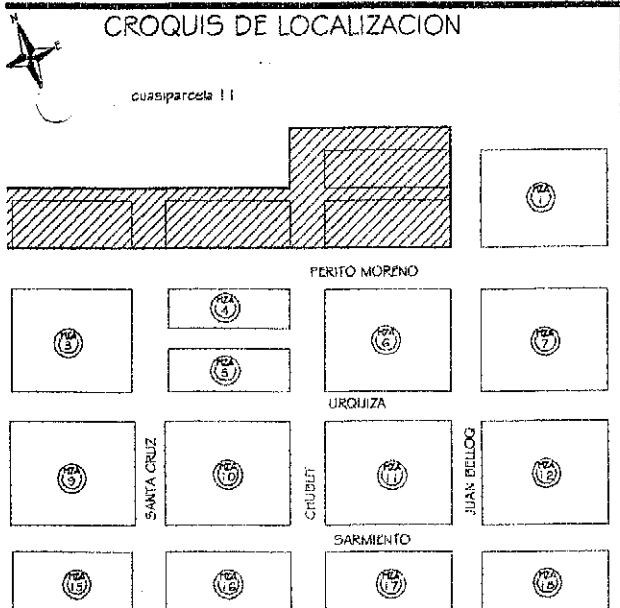 CROQUIS DE LOCALIZACION
N
E
cuasiparcela 11
MZA
1
PERITO MORENO
MZA
3
MZA
4
MZA
5
MZA
6
MZA
7
URQUIZA
MZA
9
SANTA CRUZ
MZA
10
CHUBUT
MZA
11
JUAN BELLOQ
MZA
12
SARMIENTO
MZA
15
MZA
16
MZA
17
MZA
18